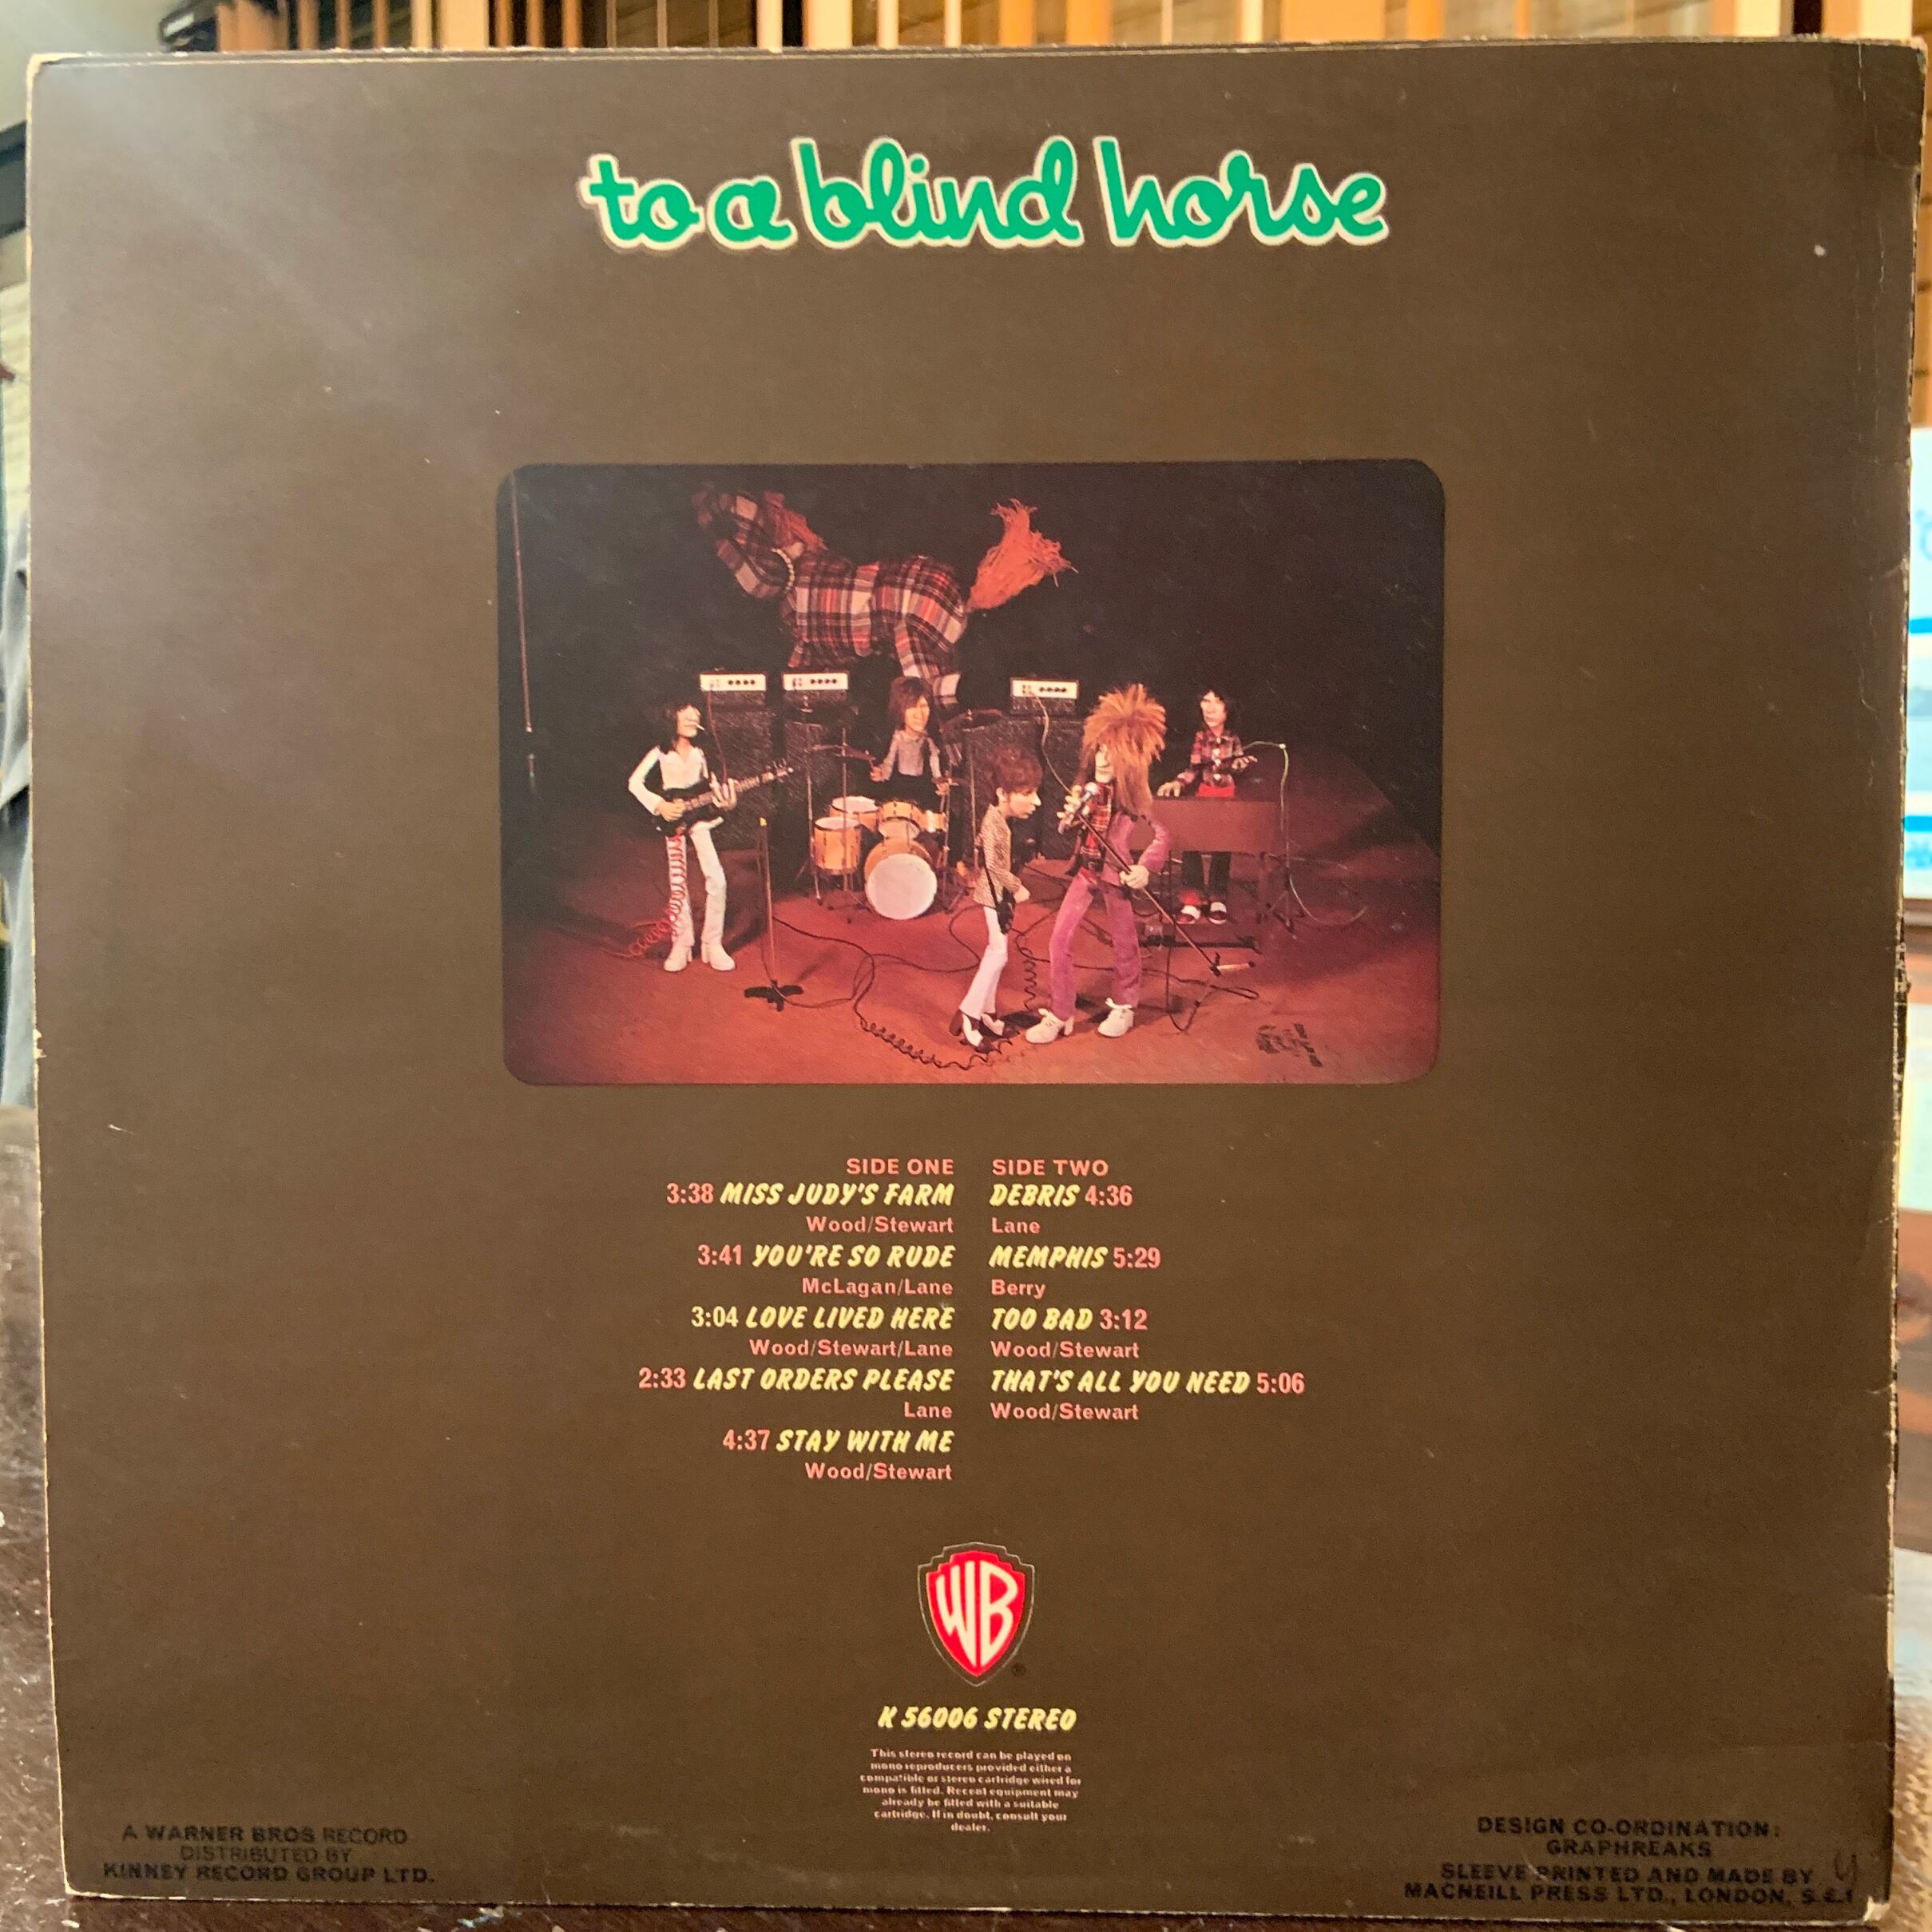 to a blind horse
SIDE ONE
3:38 MISS JUDY'S FARM
Wood/Stewart
3:41 YOU'RE SO RUDE
McLagan/Lane
3:04 LOVE LIVED HERE
Wood/Stewart/Lane
2:33 LAST ORDERS PLEASE
Lane
4:37 STAY WITH ME
Wood/Stewart
SIDE TWO
DEBRIS 4:36
Lane
MEMPHIS 5:29
Berry
TOO BAD 3:12
Wood/Stewart
THAT'S ALL YOU NEED 5:06
Wood/Stewart
WB
®
K 56006 STEREO
This stereo record can be played on
mono reproducers provided either a
compatible or stereo cartridge wired for
mono is fitted. Recent equipment may
already be fitted with a suitable
cartridge. If in doubt, consult your
dealer.
A WARNER BROS RECORD
DISTRIBUTED BY
KINNEY RECORD GROUP LTD.
DESIGN CO-ORDINATION:
GRAPHREAKS
SLEEVE PRINTED AND MADE BY
MACNEILL PRESS LTD., LONDON, S.E.1